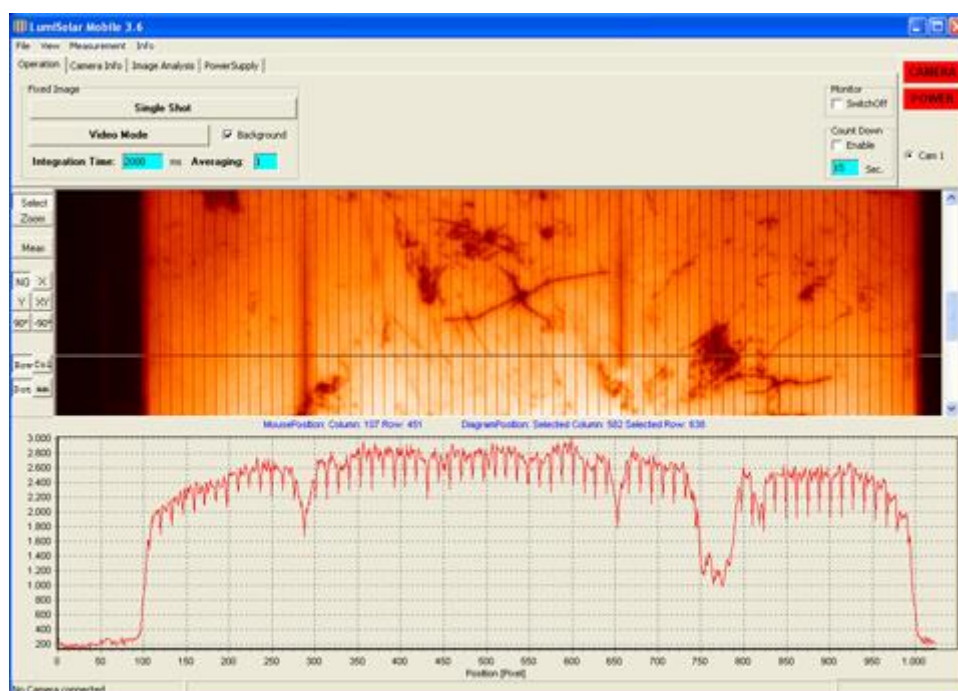 LumiSolar Mobile 3.6
File View Measurement Info
Operation Camera Info Image Analysis PowerSupply
CAMERA
Fixed Image
Monitor
Single Shot
SwitchOff
POWER
Video Mode Background
Count Down
Enable
Integration Time: 2000 ms Averaging: 1
Cam 1
Sec.
Select
Zoom
Meas
NO X
Y XY
90° -90°
Row Col
Dot
MousePosition: Column: 107 Row: 451 DiagramPosition: Selected Column: 502 Selected Row: 638
3.000
2.800
2.600
2.400
2.200
2.000
1.800
1.600
1.400
1.200
1.000
800
600
400
200
0 50 100 150 200 250 300 350 400 450 500 550 600 650 700 750 800 850 900 950 1.000
Position [Pixel]
No Camera connected